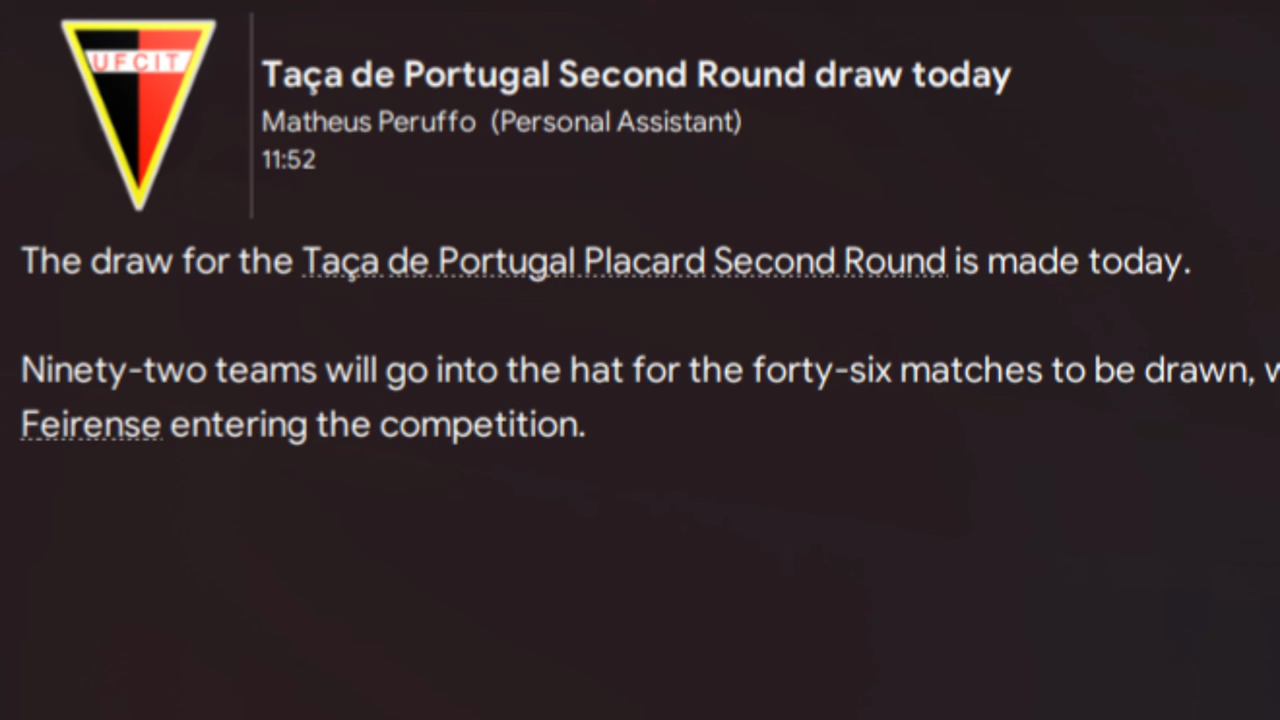 UFCIT
Taça de Portugal Second Round draw today
Matheus Peruffo (Personal Assistant)
11:52
The draw for the Taça de Portugal Placard Second Round is made today.
Ninety-two teams will go into the hat for the forty-six matches to be drawn,
Feirense entering the competition.